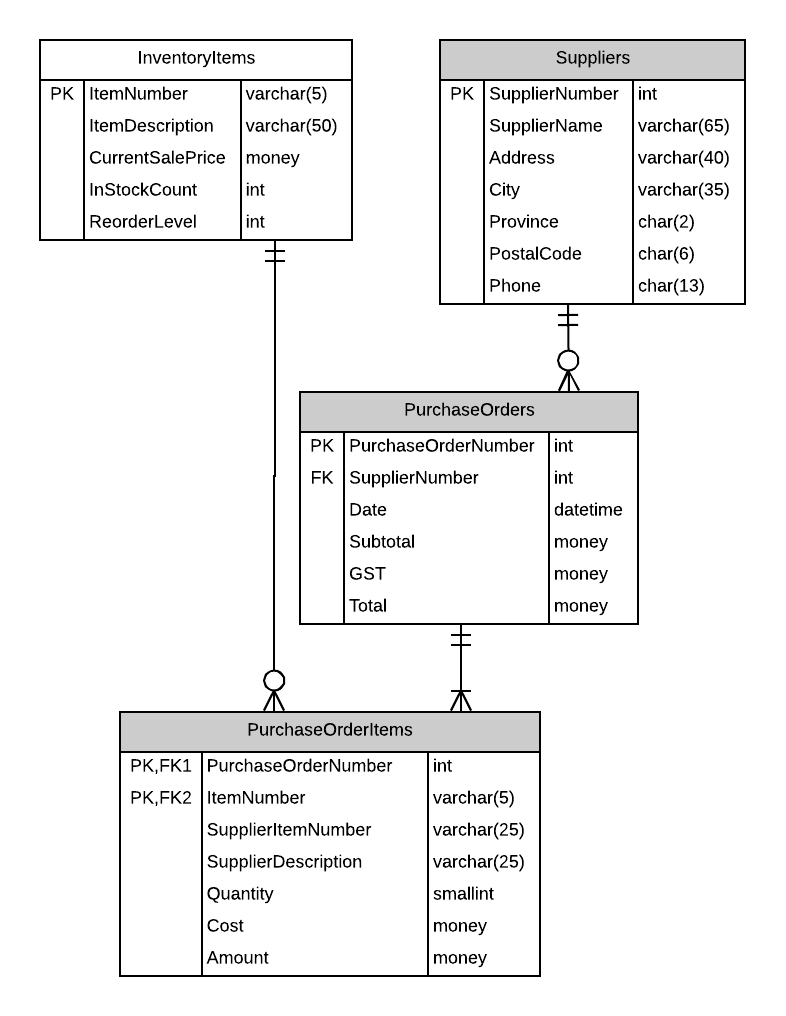 InventoryItems
PK ItemNumber varchar(5)
ItemDescription varchar(50)
CurrentSalePrice money
InStockCount int
ReorderLevel int
Suppliers
PK SupplierNumber int
SupplierName varchar(65)
Address varchar(40)
City varchar(35)
Province char(2)
PostalCode char(6)
Phone char(13)
PurchaseOrders
PK PurchaseOrderNumber int
FK SupplierNumber int
Date datetime
Subtotal money
GST money
Total money
PurchaseOrderItems
PK,FK1 PurchaseOrderNumber int
PK,FK2 ItemNumber varchar(5)
SupplierItemNumber varchar(25)
SupplierDescription varchar(25)
Quantity smallint
Cost money
Amount money